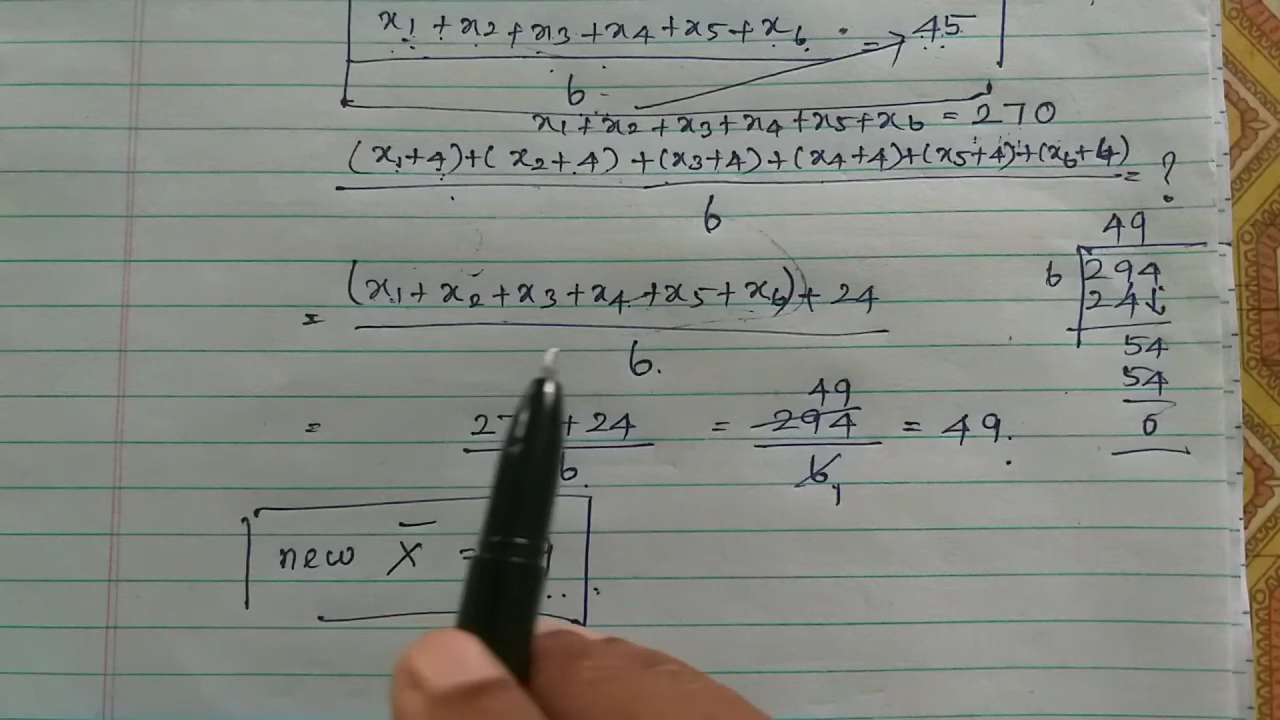 x1 + x2 + x3 + x4 + x5 + x6 = 45
6
x1 + x2 + x3 + x4 + x5 + x6 = 270
(x1+4)+(x2+4)+(x3+4)+(x4+4)+(x5+4)+(x6+4) = ?
6
49
(x1 + x2 + x3 + x4 + x5 + x6) + 24
6 294
24↓
=
6.
54
54
49
= + 24 = 294 = 49.
6. 6 1
0
new x̄ =